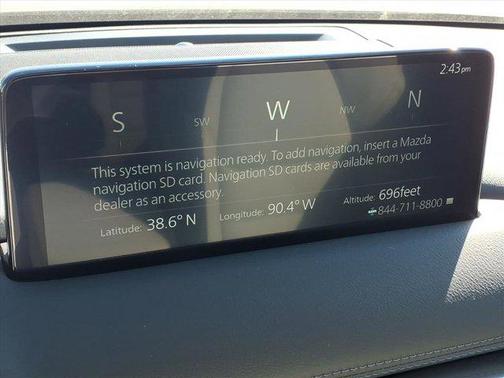 2:43pm
S SW W NW N
This system is navigation ready. To add navigation, insert a Mazda
navigation SD card. Navigation SD cards are available from your
dealer as an accessory.
Latitude: 38.6° N Longitude: 90.4° W Altitude: 696feet
844-711-8800